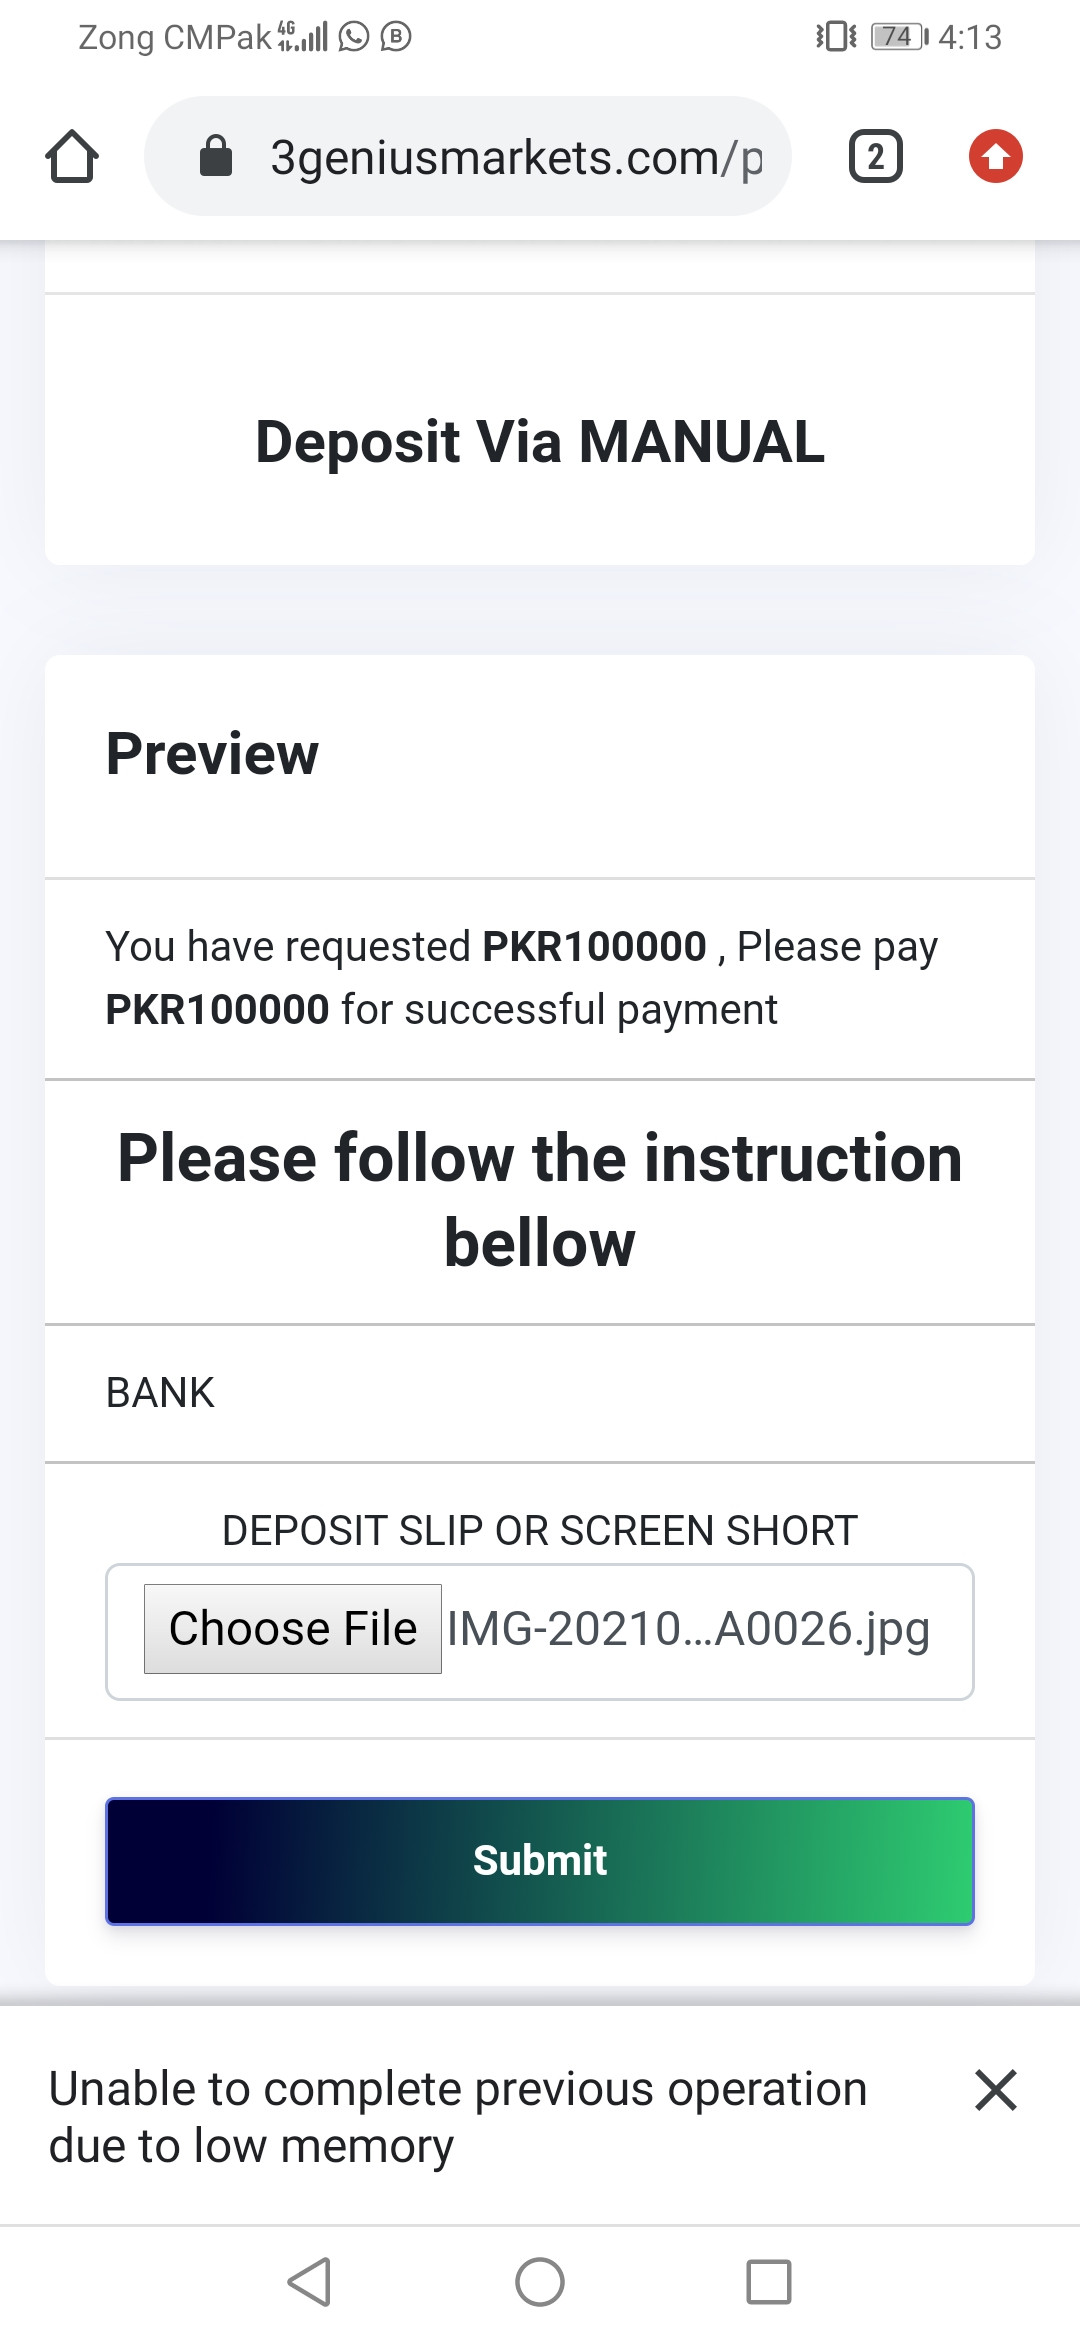 Zong CMPak 4G B 74 4:13
3geniusmarkets.com/p 2
Deposit Via MANUAL
Preview
You have requested PKR100000 , Please pay
PKR100000 for successful payment
Please follow the instruction
bellow
BANK
DEPOSIT SLIP OR SCREEN SHORT
Choose File IMG-20210...A0026.jpg
Submit
Unable to complete previous operation
due to low memory